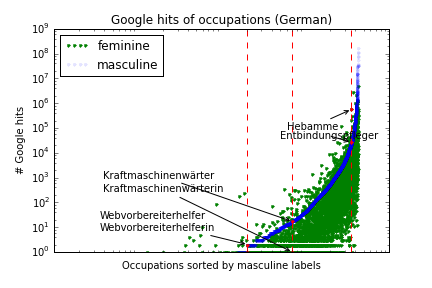 Google hits of occupations (German)
10^9
10^8
10^7
10^6
10^5
10^4
10^3
10^2
10^1
10^0
# Google hits
feminine
masculine
Hebamme
Entbindungspfleger
Kraftmaschinenwärter
Kraftmaschinenwärterin
Webvorbereiterhelfer
Webvorbereiterhelferin
Occupations sorted by masculine labels